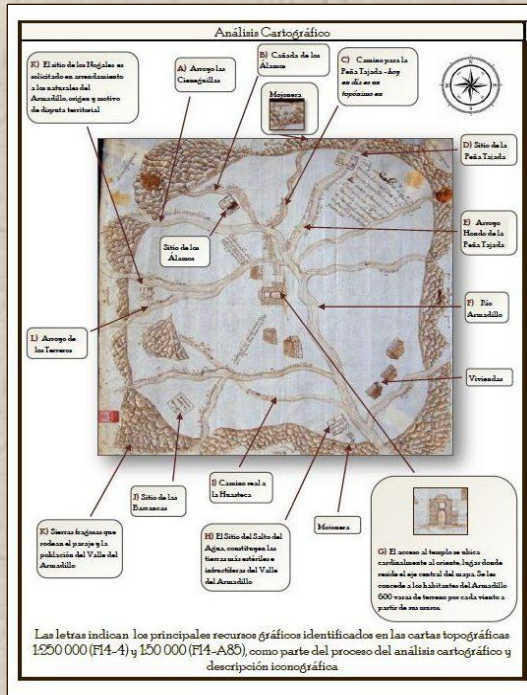 Análisis Cartográfico
K) El sitio de los Nogales es
solicitado en arrendamiento
a los naturales del
Armadillo, origen y motivo
de disputa territorial
A) Arroyo las
Cieneguillas
B) Cañada de los
Álamos
Mojonera
C) Camino para la
Peña Tajada -hoy
en día es un
topónimo en
D) Sitio de la
Peña Tajada
E) Arroyo
Hondo de la
Peña Tajada
Sitio de los
Álamos
F) Río
Armadillo
L) Arroyo de
los Terreros
Viviendas
J) Sitio de las
Barrancas
I) Camino real a
la Huasteca
K) Sierras fragosas que
rodean el paraje y la
población del Valle del
Armadillo
H) El Sitio del Salto del
Agua, constituyen las
tierras más estériles e
infructíferas del Valle
del Armadillo
Mojonera
G) El acceso al templo se ubica
cardinalmente al oriente, lugar donde
reside el eje central del mapa. Se les
concede a los habitantes del Armadillo
600 varas de terreno por cada viento a
partir de sus muros.
Las letras indican los principales recursos gráficos identificados en las cartas topográficas
1:250 000 (F14-4) y 1:50 000 (F14-A85), como parte del proceso del análisis cartográfico y
descripción iconográfica